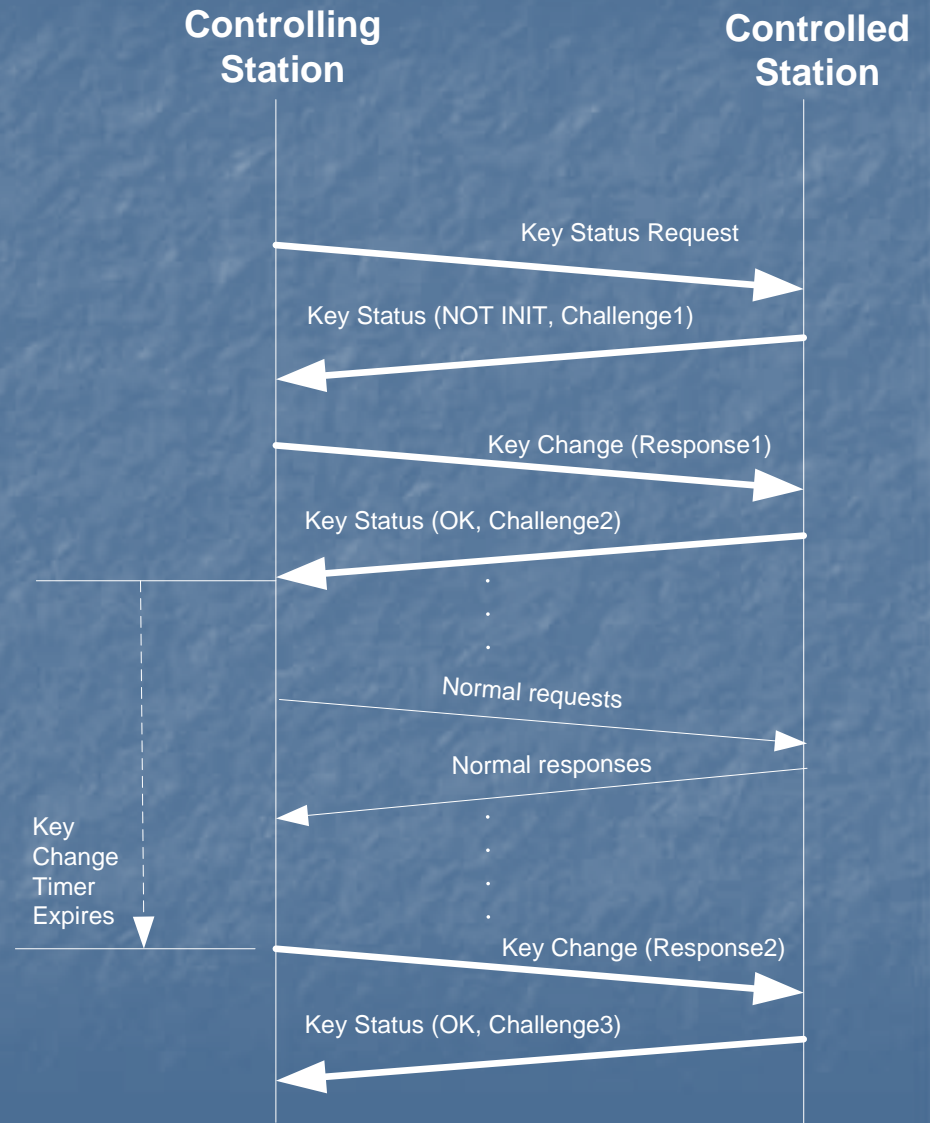 Controlling
Station
Controlled
Station
Key Status Request
Key Status (NOT INIT, Challenge1)
Key Change (Response1)
Key Status (OK, Challenge2)
Normal requests
Normal responses
Key
Change
Timer
Expires
Key Change (Response2)
Key Status (OK, Challenge3)